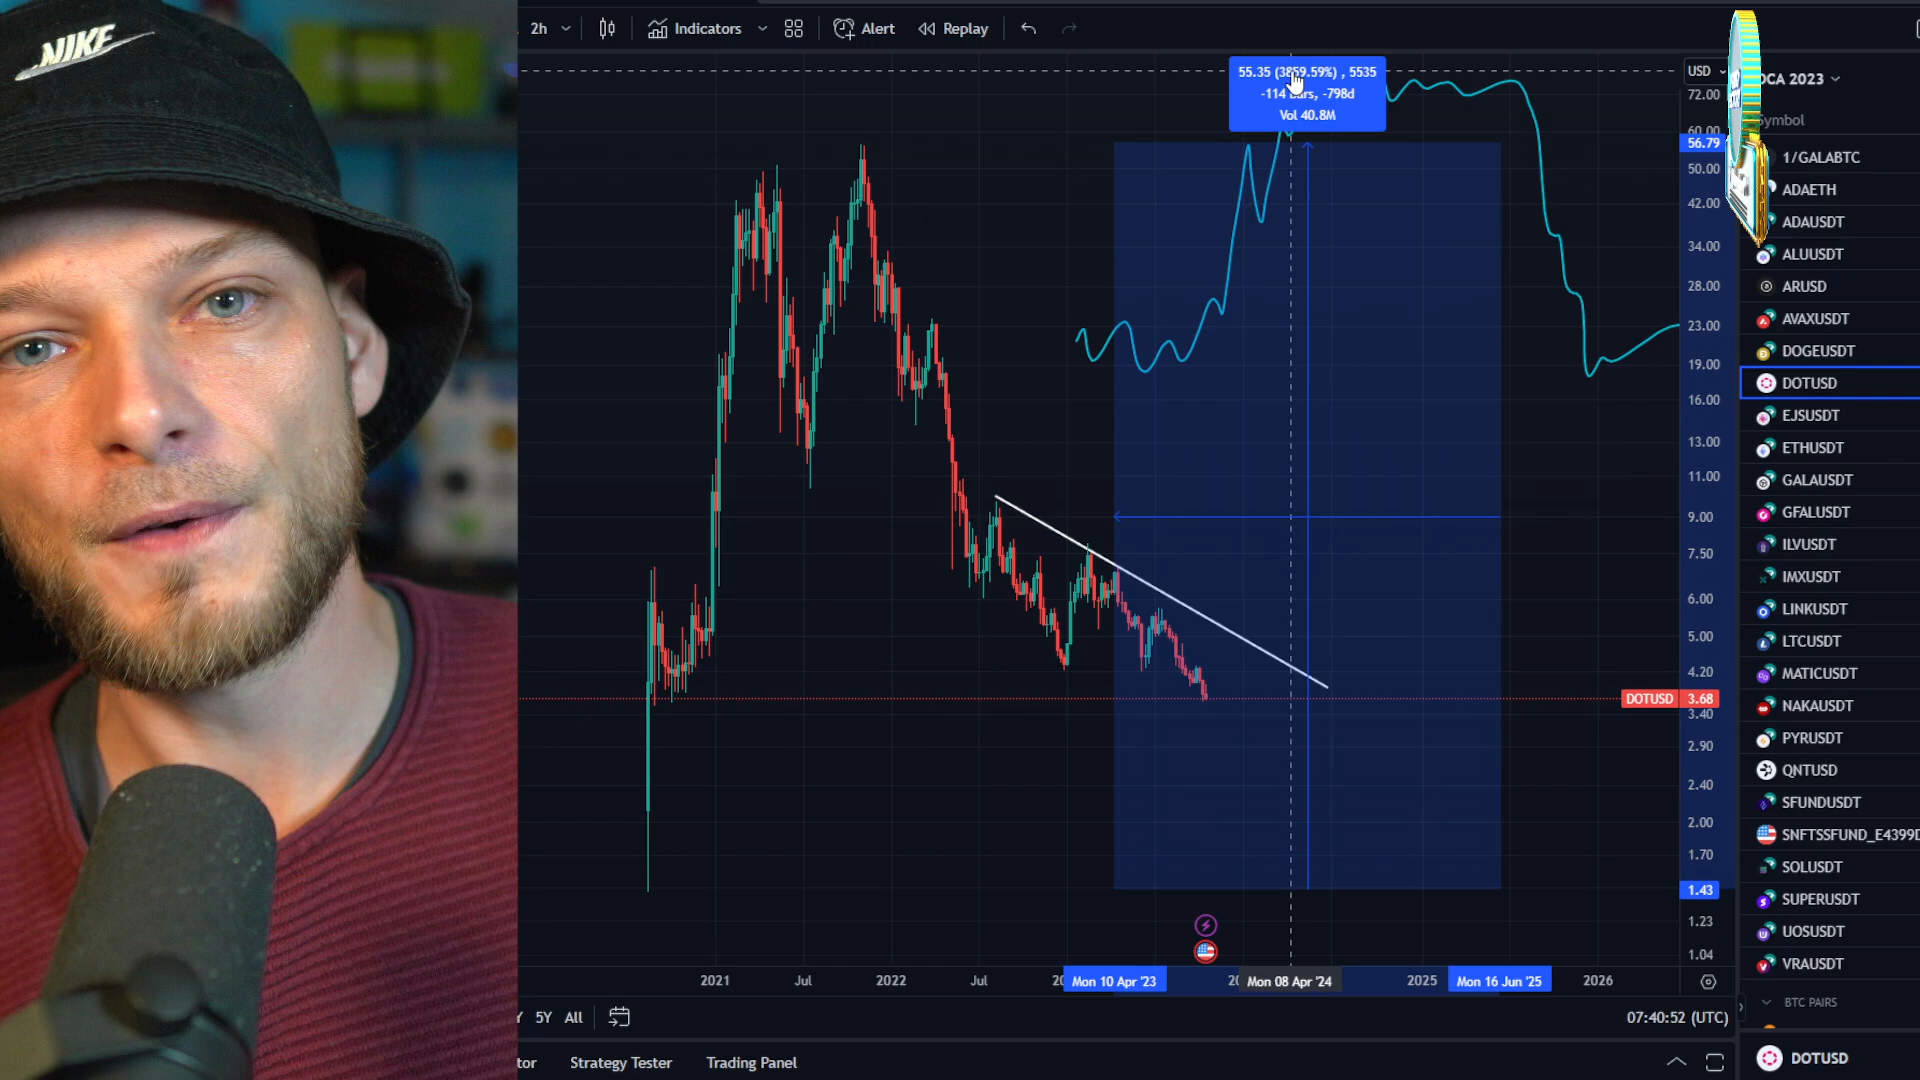 NIKE
2h
Indicators
Alert
Replay
55.35 (3859.59%) , 5535
-114 Bars, -798d
Vol 40.8M
USD
72.00
60.00
56.79
50.00
42.00
34.00
28.00
23.00
19.00
16.00
13.00
11.00
9.00
7.50
6.00
5.00
4.20
DOTUSD 3.68
3.40
2.90
2.40
2.00
1.70
1.43
1.23
1.04
2021
Jul
2022
Jul
Mon 10 Apr '23
Mon 08 Apr '24
2025
Mon 16 Jun '25
2026
5Y
All
07:40:52 (UTC)
Strategy Tester
Trading Panel
DCA 2023
Symbol
1/GALABTC
ADAETH
ADAUSDT
ALUUSDT
ARUSD
AVAXUSDT
DOGEUSDT
DOTUSD
EJSUSDT
ETHUSDT
GALAUSDT
GFALUSDT
ILVUSDT
IMXUSDT
LINKUSDT
LTCUSDT
MATICUSDT
NAKAUSDT
PYRUSDT
QNTUSD
SFUNDUSDT
SNFTSSFUND_E4399D
SOLUSDT
SUPERUSDT
UOSUSDT
VRAUSDT
BTC PAIRS
DOTUSD